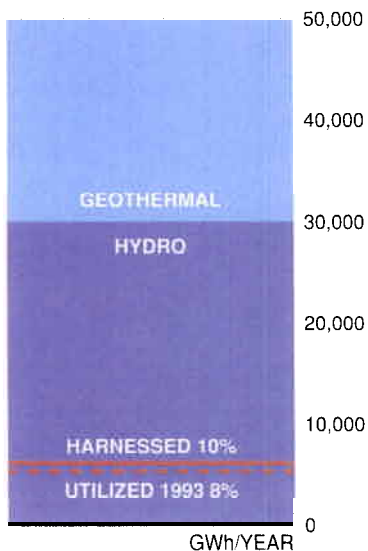 50,000
40,000
GEOTHERMAL
30,000
HYDRO
20,000
10,000
HARNESSED 10%
UTILIZED 1993 8%
0
GWh/YEAR